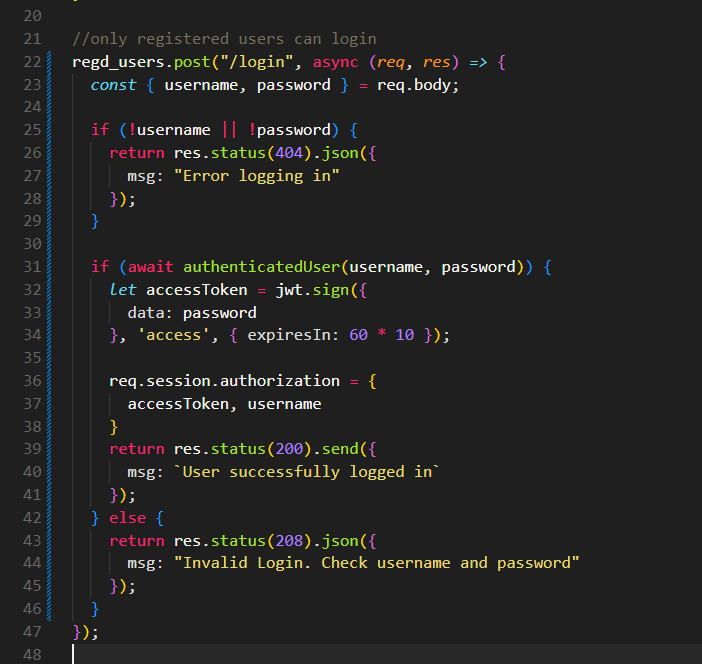 20
21 //only registered users can login
22 regd_users.post("/login", async (req, res) => {
23   const { username, password } = req.body;
24
25   if (!username || !password) {
26     return res.status(404).json({
27       msg: "Error logging in"
28     });
29   }
30
31   if (await authenticatedUser(username, password)) {
32     let accessToken = jwt.sign({
33       data: password
34     }, 'access', { expiresIn: 60 * 10 });
35
36     req.session.authorization = {
37       accessToken, username
38     }
39     return res.status(200).send({
40       msg: `User successfully logged in`
41     });
42   } else {
43     return res.status(208).json({
44       msg: "Invalid Login. Check username and password"
45     });
46   }
47 });
48